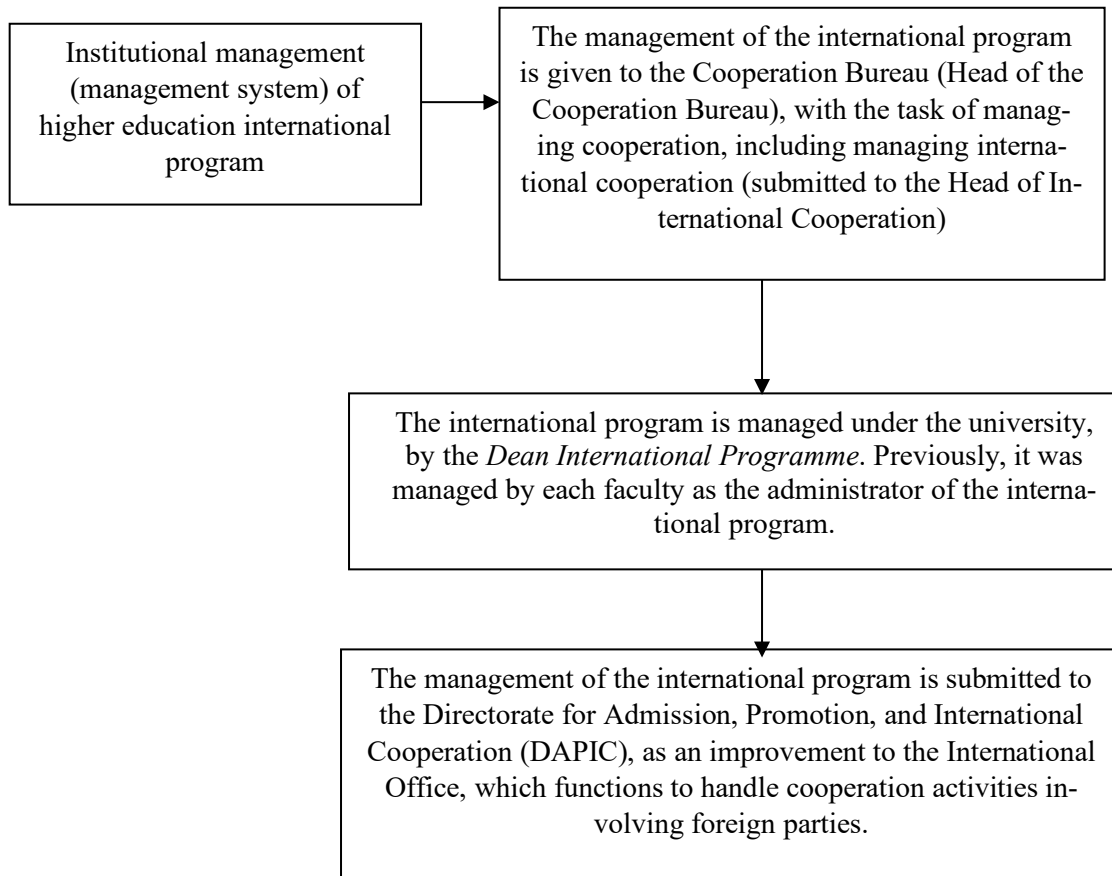 Institutional management
(management system) of
higher education international
program
The management of the international program
is given to the Cooperation Bureau (Head of the
Cooperation Bureau), with the task of manag-
ing cooperation, including managing interna-
tional cooperation (submitted to the Head of In-
ternational Cooperation)
The international program is managed under the university,
by the Dean International Programme. Previously, it was
managed by each faculty as the administrator of the interna-
tional program.
The management of the international program is submitted to
the Directorate for Admission, Promotion, and International
Cooperation (DAPIC), as an improvement to the International
Office, which functions to handle cooperation activities in-
volving foreign parties.